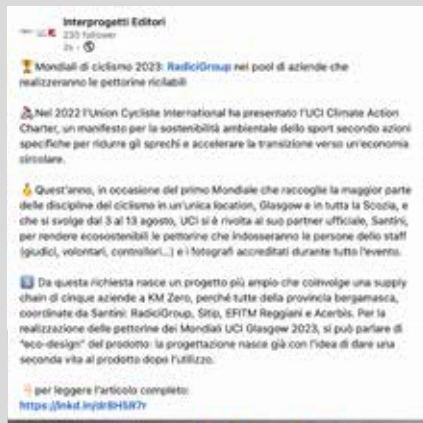 Interprogetti Editori
230 follower
2s
Mondiali di ciclismo 2023: RadiciGroup nel pool di aziende che
realizzeranno le pettorine riciclabili
Nel 2022 l'Union Cycliste International ha presentato l'UCI Climate Action
Charter, un manifesto per la sostenibilità ambientale dello sport secondo azioni
specifiche per ridurre gli sprechi e accelerare la transizione verso un'economia
circolare.
Quest'anno, in occasione del primo Mondiale che raccoglie la maggior parte
delle discipline del ciclismo in un'unica location, Glasgow e in tutta la Scozia, e
che si svolge dal 3 al 13 agosto, UCI si è rivolta al suo partner ufficiale, Santini,
per rendere ecosostenibili le pettorine che indosseranno le persone dello staff
(giudici, volontari, controllori...) e i fotografi accreditati durante tutto l'evento.
Da questa richiesta nasce un progetto più ampio che coinvolge una supply
chain di cinque aziende a KM Zero, perché tutte della provincia bergamasca,
coordinate da Santini: RadiciGroup, Sitip, EFITM Reggiani e Acerbis. Per la
realizzazione delle pettorine dei Mondiali UCI Glasgow 2023, si può parlare di
"eco-design" del prodotto: la progettazione nasce già con l'idea di dare una
seconda vita al prodotto dopo l'utilizzo.
per leggere l'articolo completo: